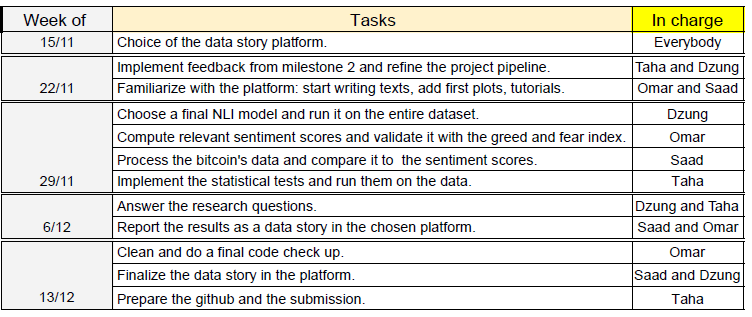 Week of Tasks In charge
15/11 Choice of the data story platform. Everybody
Implement feedback from milestone 2 and refine the project pipeline. Taha and Dzung
22/11 Familiarize with the platform: start writing texts, add first plots, tutorials. Omar and Saad
Choose a final NLI model and run it on the entire dataset. Dzung
Compute relevant sentiment scores and validate it with the greed and fear index. Omar
Process the bitcoin's data and compare it to the sentiment scores. Saad
29/11 Implement the statistical tests and run them on the data. Taha
Answer the research questions. Dzung and Taha
6/12 Report the results as a data story in the chosen platform. Saad and Omar
Clean and do a final code check up. Omar
Finalize the data story in the platform. Saad and Dzung
13/12 Prepare the github and the submission. Taha